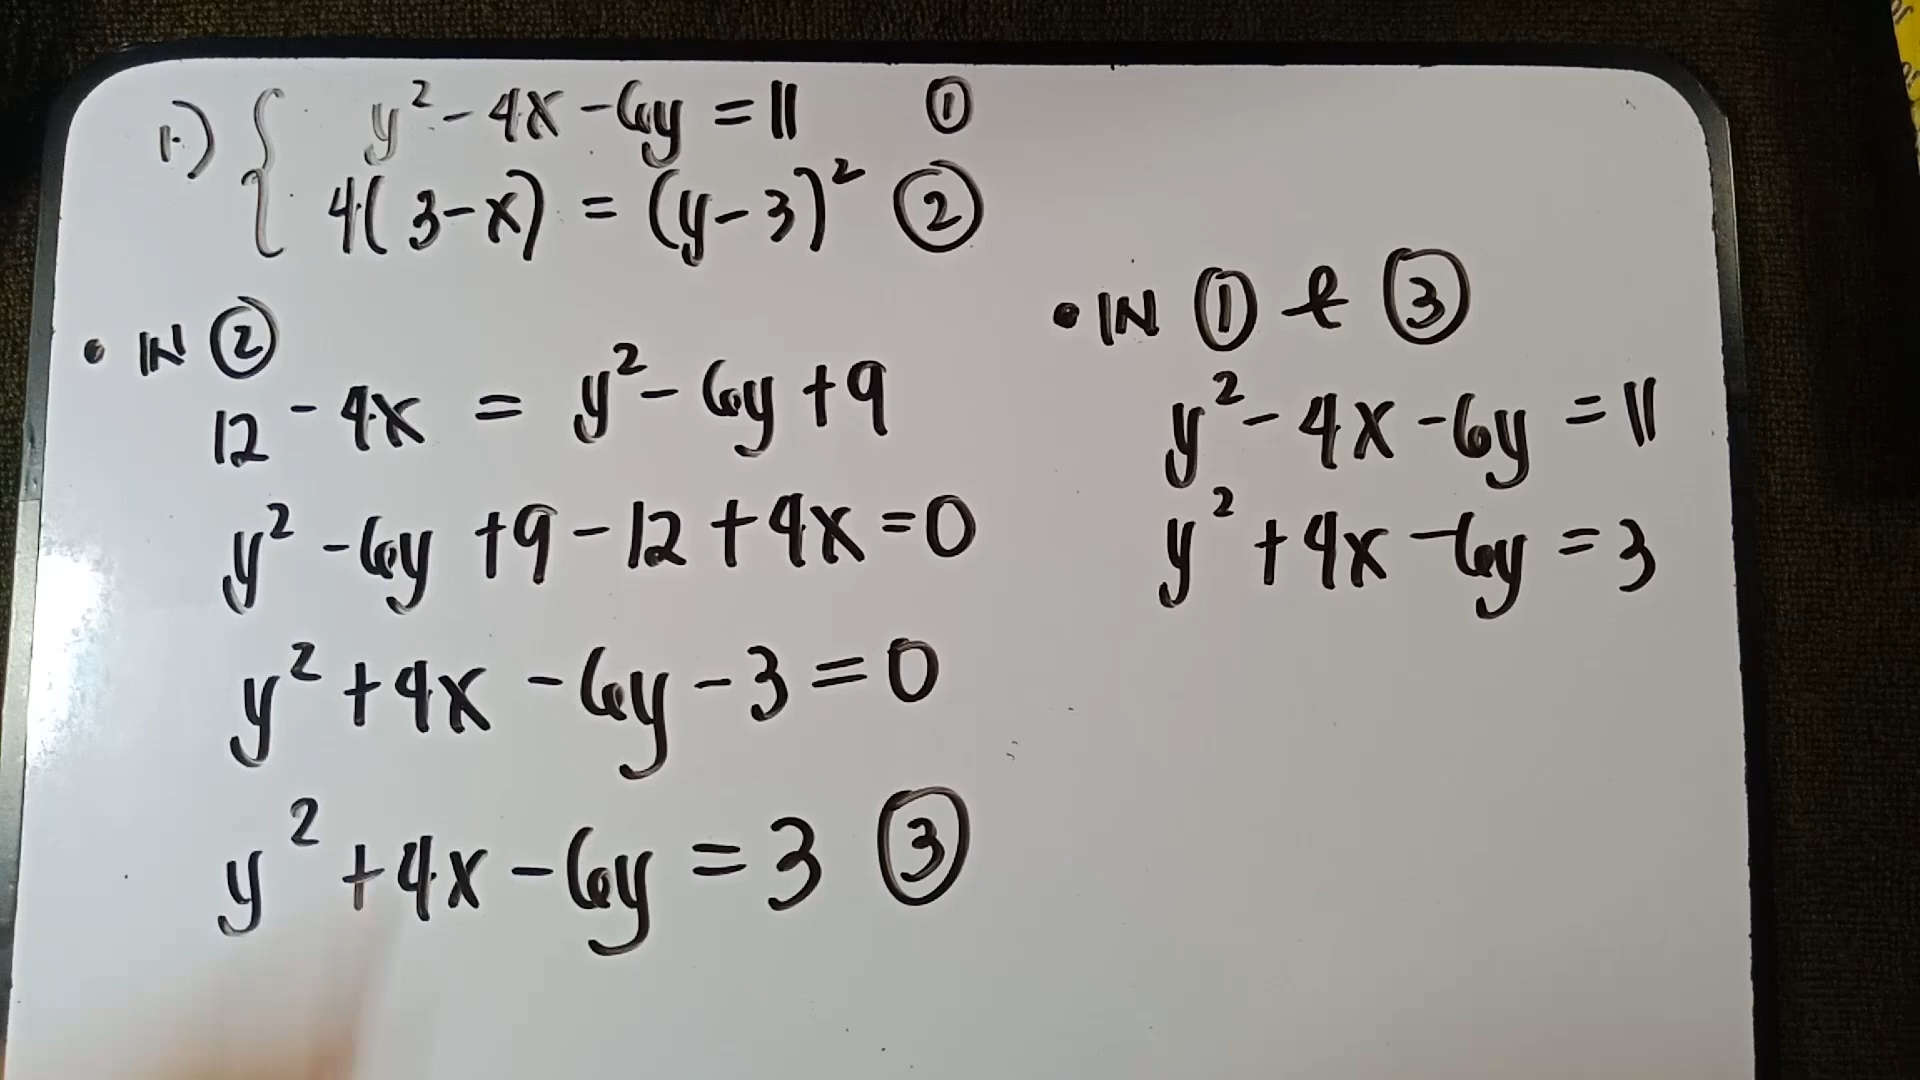 1.) { y² - 4x - 6y = 11 ①
4(3-x) = (y-3)² ②
• IN ②
12 - 4x = y² - 6y + 9
y² - 6y + 9 - 12 + 4x = 0
y² + 4x - 6y - 3 = 0
y² + 4x - 6y = 3 ③
• IN ① & ③
y² - 4x - 6y = 11
y² + 4x - 6y = 3